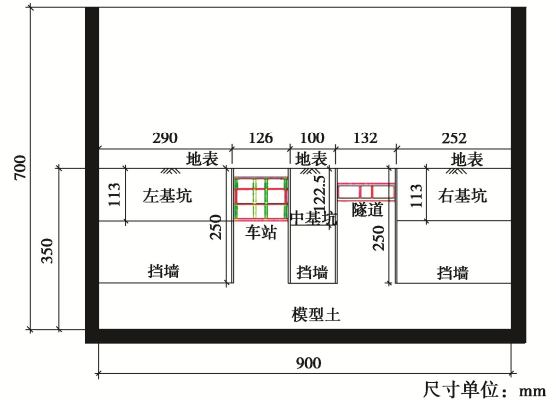 290
126
100
132
252
地表
地表
地表
700
350
113
左基坑
250
车站
122.5
中基坑
隧道
250
113
右基坑
挡墙
挡墙
挡墙
模型土
900
尺寸单位：mm